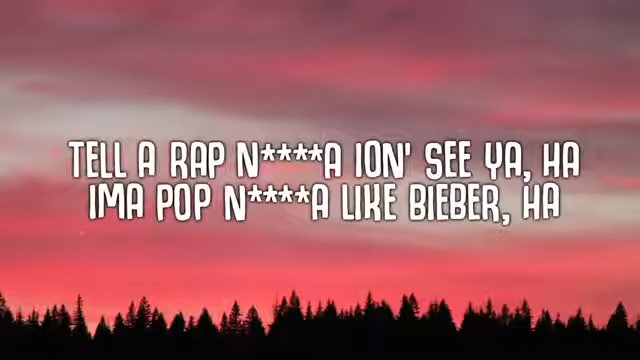 TELL A RAP N****A ION' SEE YA, HA
IMA POP N****A LIKE BIEBER, HA